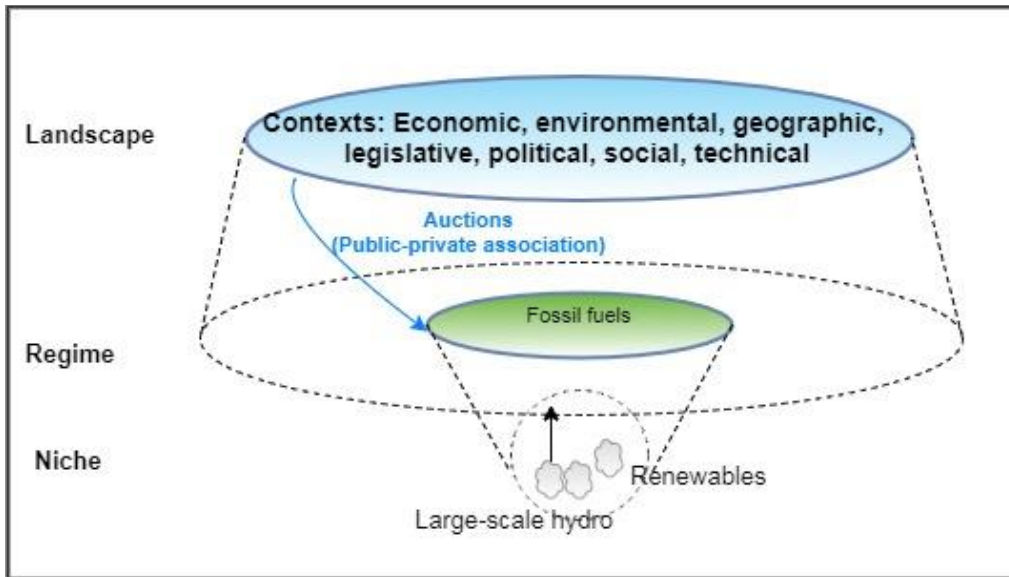 Landscape
Contexts: Economic, environmental, geographic,
legislative, political, social, technical
Auctions
(Public-private association)
Fossil fuels
Regime
Niche
Renewables
Large-scale hydro